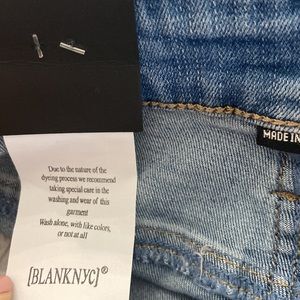 MADE IN
Due to the nature of the
dyeing process we recommend
taking special care in the
washing and wear of this
garment
Wash alone, with like colors,
or not at all
[BLANKNYC]®